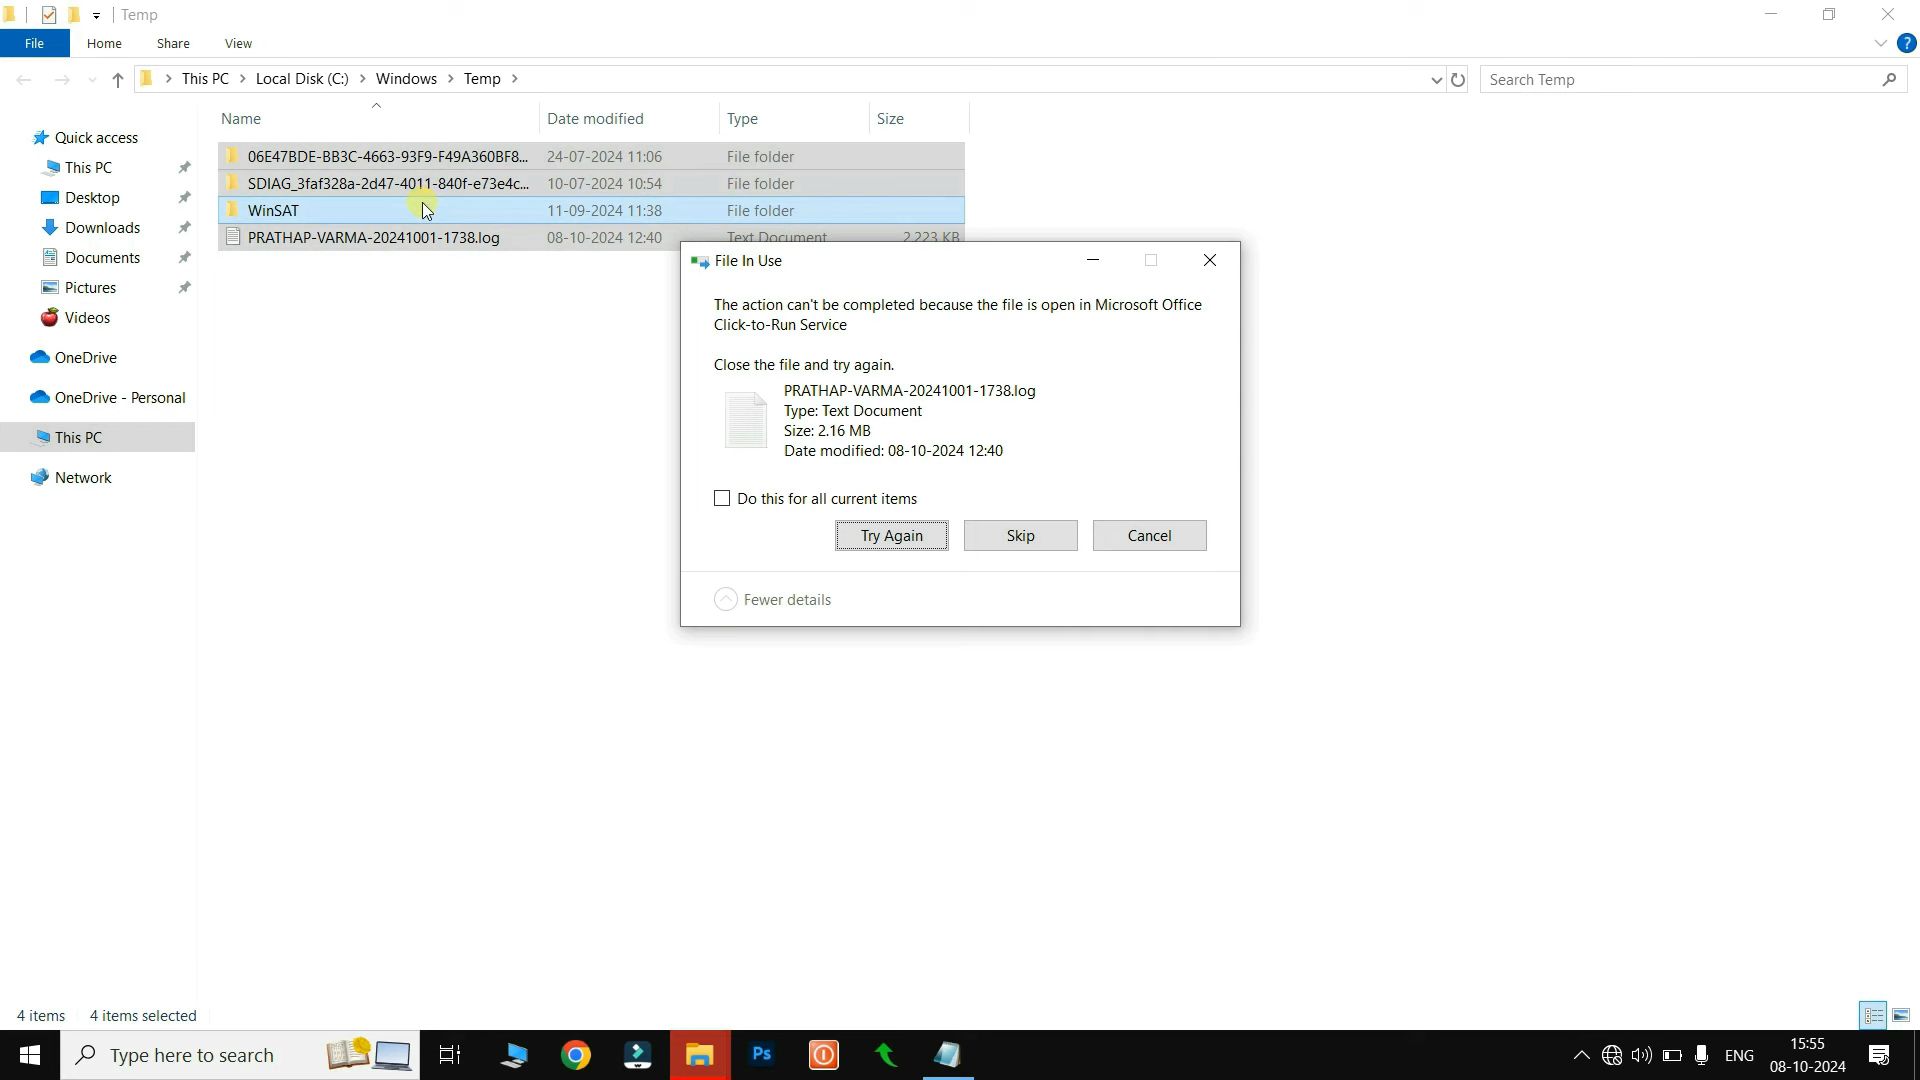 Temp
File Home Share View
This PC Local Disk (C:) Windows Temp
Search Temp
Name Date modified Type Size
Quick access
This PC
Desktop
Downloads
Documents
Pictures
Videos
OneDrive
OneDrive - Personal
This PC
Network
06E47BDE-BB3C-4663-93F9-F49A360BF8... 24-07-2024 11:06 File folder
SDIAG_3faf328a-2d47-4011-840f-e73e4c... 10-07-2024 10:54 File folder
WinSAT 11-09-2024 11:38 File folder
PRATHAP-VARMA-20241001-1738.log 08-10-2024 12:40 Text Document 2,223 KB
File In Use
The action can't be completed because the file is open in Microsoft Office
Click-to-Run Service
Close the file and try again.
PRATHAP-VARMA-20241001-1738.log
Type: Text Document
Size: 2.16 MB
Date modified: 08-10-2024 12:40
Do this for all current items
Try Again Skip Cancel
Fewer details
4 items 4 items selected
Type here to search
Ps
ENG
15:55
08-10-2024